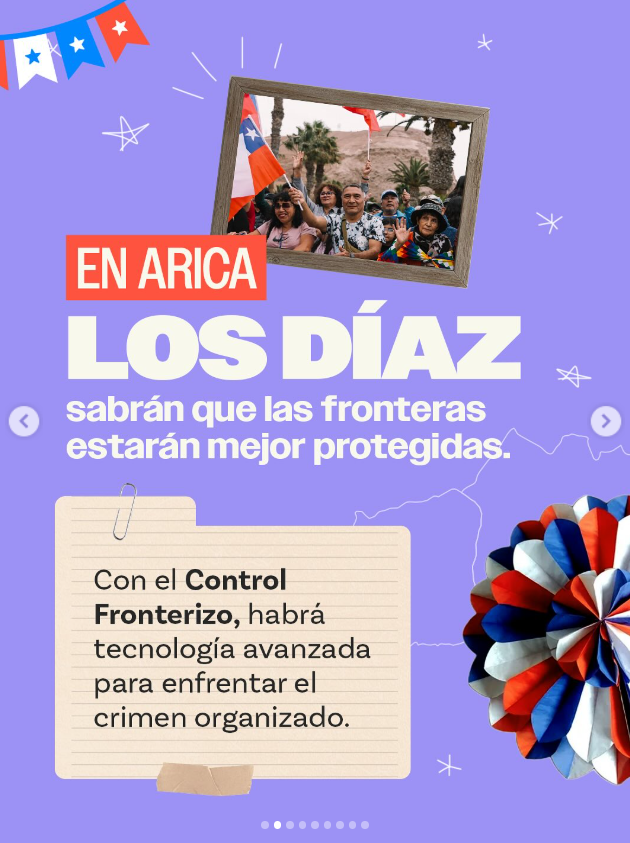 EN ARICA
LOS DÍAZ
sabrán que las fronteras
estarán mejor protegidas.
Con el Control
Fronterizo, habrá
tecnología avanzada
para enfrentar el
crimen organizado.